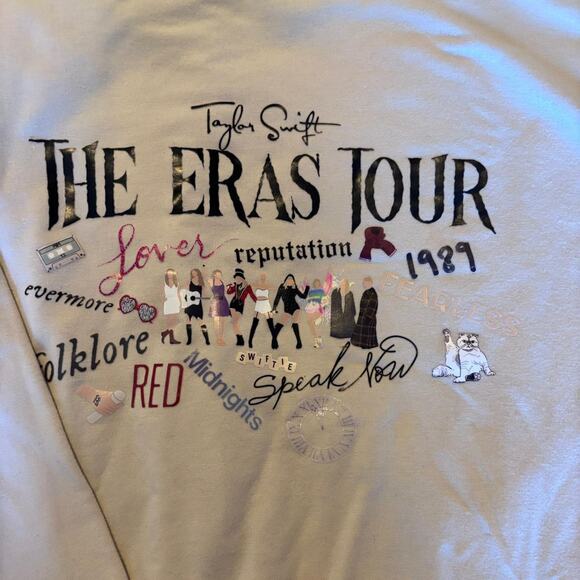 Taylor Swift
THE ERAS TOUR
Lover reputation 1989
evermore FEARLESS
folklore SWIFTIE
RED Midnights Speak Now